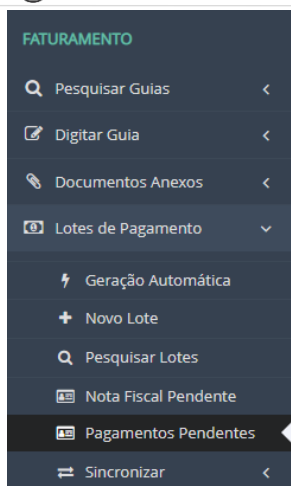 FATURAMENTO
Pesquisar Guias
Digitar Guia
Documentos Anexos
Lotes de Pagamento
Geração Automática
Novo Lote
Pesquisar Lotes
Nota Fiscal Pendente
Pagamentos Pendentes
Sincronizar